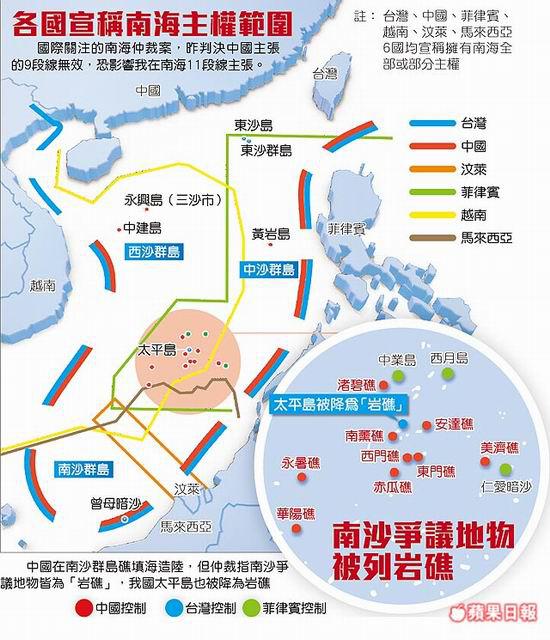 各國宣稱南海主權範圍
國際關注的南海仲裁案，昨判決中國主張
的9段線無效，恐影響我在南海11段線主張。
註：台灣、中國、菲律賓、
越南、汶萊、馬來西亞
6國均宣稱擁有南海全
部或部分主權
台灣
中國
東沙島
東沙群島
台灣
中國
汶萊
菲律賓
越南
馬來西亞
永興島（三沙市）
中建島
西沙群島
黃岩島
中沙群島
菲律賓
越南
太平島
南沙群島
曾母暗沙
汶萊
馬來西亞
中業島
西月島
渚碧礁
太平島被降為「岩礁」
安達礁
南薰礁
西門礁
東門礁
美濟礁
永暑礁
赤瓜礁
仁愛暗沙
華陽礁
南沙爭議地物
被列岩礁
中國在南沙群島礁填海造陸，但仲裁指南沙爭
議地物皆為「岩礁」，我國太平島也被降為岩礁
中國控制
台灣控制
菲律賓控制
蘋果日報